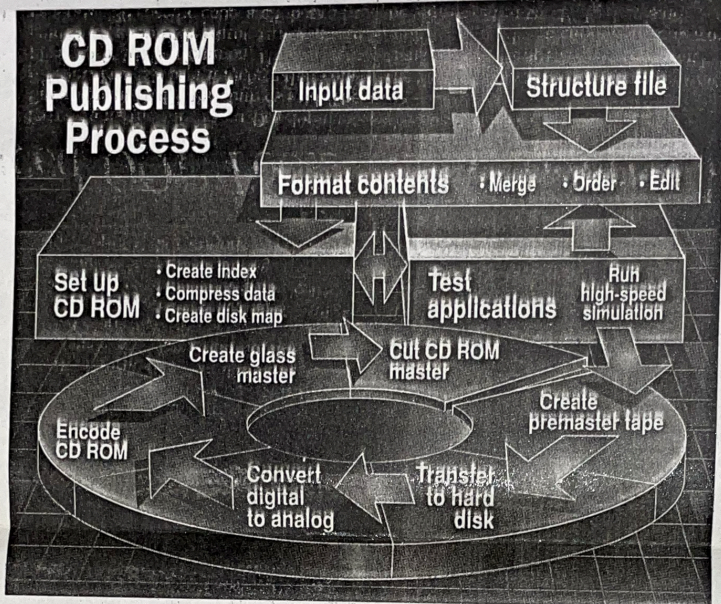 CD ROM
Publishing
Process
Input data
Structure file
Format contents • Merge • Order • Edit
Set up
CD ROM
• Create index
• Compress data
• Create disk map
Test
applications
Run
high-speed
simulation
Create glass
master
Cut CD ROM
master
Create
premaster tape
Transfer
to hard
disk
Convert
digital
to analog
Encode
CD ROM